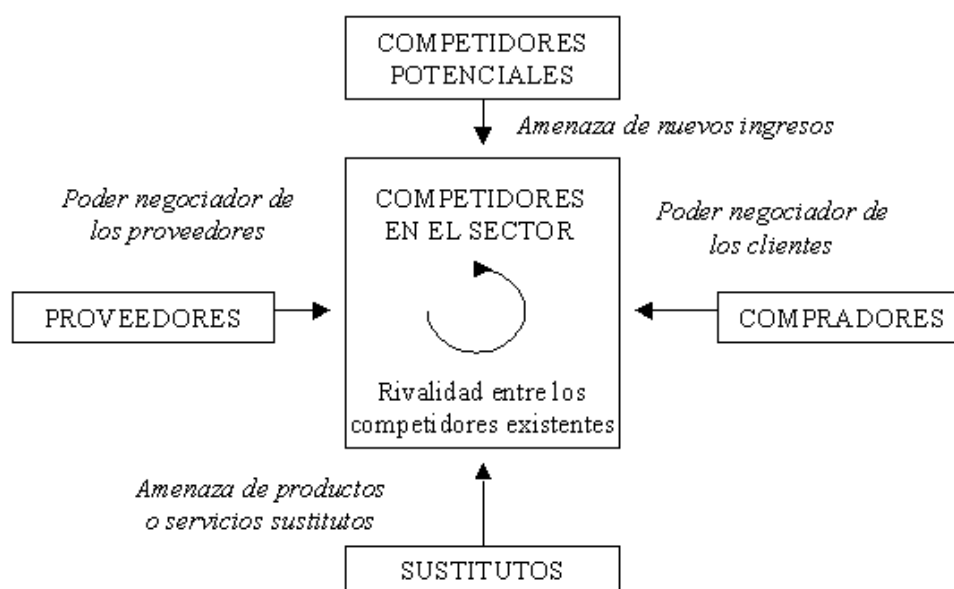 COMPETIDORES
POTENCIALES
Amenaza de nuevos ingresos
Poder negociador de
los proveedores
COMPETIDORES
EN EL SECTOR
Poder negociador de
los clientes
PROVEEDORES
COMPRADORES
Rivalidad entre los
competidores existentes
Amenaza de productos
o servicios sustitutos
SUSTITUTOS